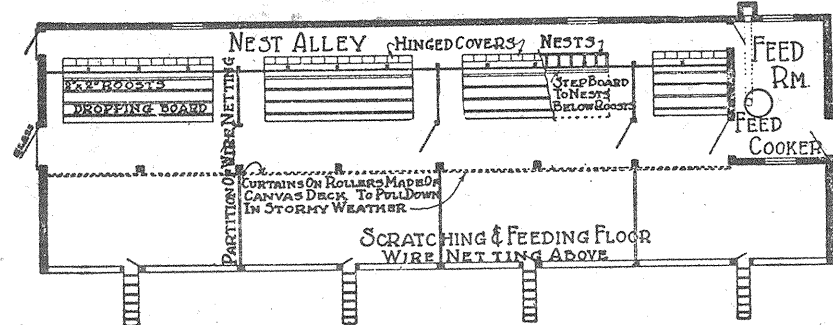 NEST ALLEY
HINGED COVERS
NESTS
FEED
RM.
2"x2" ROOSTS
DROPPING BOARD
STEP BOARD
TO NESTS
BELOW ROOSTS
FEED
COOKER
GLASS
PARTITION OF WIRE NETTING
CURTAINS ON ROLLERS MADE OF
CANVAS DECK, TO PULL DOWN
IN STORMY WEATHER
SCRATCHING & FEEDING FLOOR
WIRE NETTING ABOVE